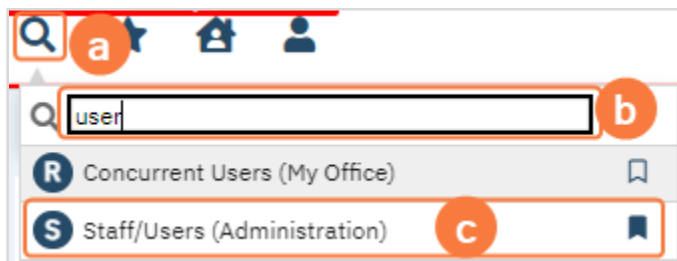 a
user
b
R Concurrent Users (My Office)
S Staff/Users (Administration)
c